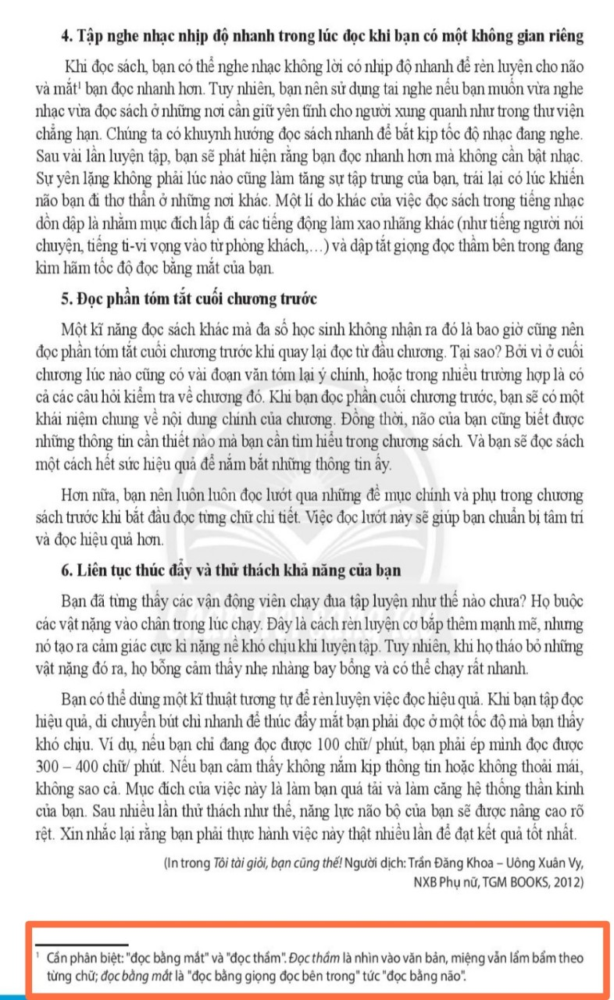 4. Tập nghe nhạc nhịp độ nhanh trong lúc đọc khi bạn có một không gian riêng
Khi đọc sách, bạn có thể nghe nhạc không lời có nhịp độ nhanh để rèn luyện cho não
và mắt¹ bạn đọc nhanh hơn. Tuy nhiên, bạn nên sử dụng tai nghe nếu bạn muốn vừa nghe
nhạc vừa đọc sách ở những nơi cần giữ yên tĩnh cho người xung quanh như trong thư viện
chẳng hạn. Chúng ta có khuynh hướng đọc sách nhanh để bắt kịp tốc độ nhạc đang nghe.
Sau vài lần luyện tập, bạn sẽ phát hiện rằng bạn đọc nhanh hơn mà không cần bật nhạc.
Sự yên lặng không phải lúc nào cũng làm tăng sự tập trung của bạn, trái lại có lúc khiến
não bạn đi thơ thẩn ở những nơi khác. Một lí do khác của việc đọc sách trong tiếng nhạc
dồn dập là nhằm mục đích lấp đi các tiếng động làm xao nhãng khác (như tiếng người nói
chuyện, tiếng ti-vi vọng vào từ phòng khách,…) và dập tắt giọng đọc thầm bên trong đang
kìm hãm tốc độ đọc bằng mắt của bạn.
5. Đọc phần tóm tắt cuối chương trước
Một kĩ năng đọc sách khác mà đa số học sinh không nhận ra đó là bao giờ cũng nên
đọc phần tóm tắt cuối chương trước khi quay lại đọc từ đầu chương. Tại sao? Bởi vì ở cuối
chương lúc nào cũng có vài đoạn văn tóm lại ý chính, hoặc trong nhiều trường hợp là có
cả các câu hỏi kiểm tra về chương đó. Khi bạn đọc phần cuối chương trước, bạn sẽ có một
khái niệm chung về nội dung chính của chương. Đồng thời, não của bạn cũng biết được
những thông tin cần thiết nào mà bạn cần tìm hiểu trong chương sách. Và bạn sẽ đọc sách
một cách hết sức hiệu quả để nắm bắt những thông tin ấy.
Hơn nữa, bạn nên luôn luôn đọc lướt qua những đề mục chính và phụ trong chương
sách trước khi bắt đầu đọc từng chữ chi tiết. Việc đọc lướt này sẽ giúp bạn chuẩn bị tâm trí
và đọc hiệu quả hơn.
6. Liên tục thúc đẩy và thử thách khả năng của bạn
Bạn đã từng thấy các vận động viên chạy đua tập luyện như thế nào chưa? Họ buộc
các vật nặng vào chân trong lúc chạy. Đây là cách rèn luyện cơ bắp thêm mạnh mẽ, nhưng
nó tạo ra cảm giác cực kì nặng nề khó chịu khi luyện tập. Tuy nhiên, khi họ tháo bỏ những
vật nặng đó ra, họ bỗng cảm thấy nhẹ nhàng bay bổng và có thể chạy rất nhanh.
Bạn có thể dùng một kĩ thuật tương tự để rèn luyện việc đọc hiệu quả. Khi bạn tập đọc
hiệu quả, di chuyển bút chì nhanh để thúc đẩy mắt bạn phải đọc ở một tốc độ mà bạn thấy
khó chịu. Ví dụ, nếu bạn chỉ đang đọc được 100 chữ/ phút, bạn phải ép mình đọc được
300 – 400 chữ/ phút. Nếu bạn cảm thấy không nắm kịp thông tin hoặc không thoải mái,
không sao cả. Mục đích của việc này là làm bạn quá tải và làm căng hệ thống thần kinh
của bạn. Sau nhiều lần thử thách như thế, năng lực não bộ của bạn sẽ được nâng cao rõ
rệt. Xin nhắc lại rằng bạn phải thực hành việc này thật nhiều lần để đạt kết quả tốt nhất.
(In trong Tôi tài giỏi, bạn cũng thế! Người dịch: Trần Đăng Khoa – Uông Xuân Vy,
NXB Phụ nữ, TGM BOOKS, 2012)
¹ Cần phân biệt: "đọc bằng mắt" và "đọc thầm". Đọc thầm là nhìn vào văn bản, miệng vẫn lẩm bẩm theo
từng chữ; đọc bằng mắt là "đọc bằng giọng đọc bên trong" tức "đọc bằng não".